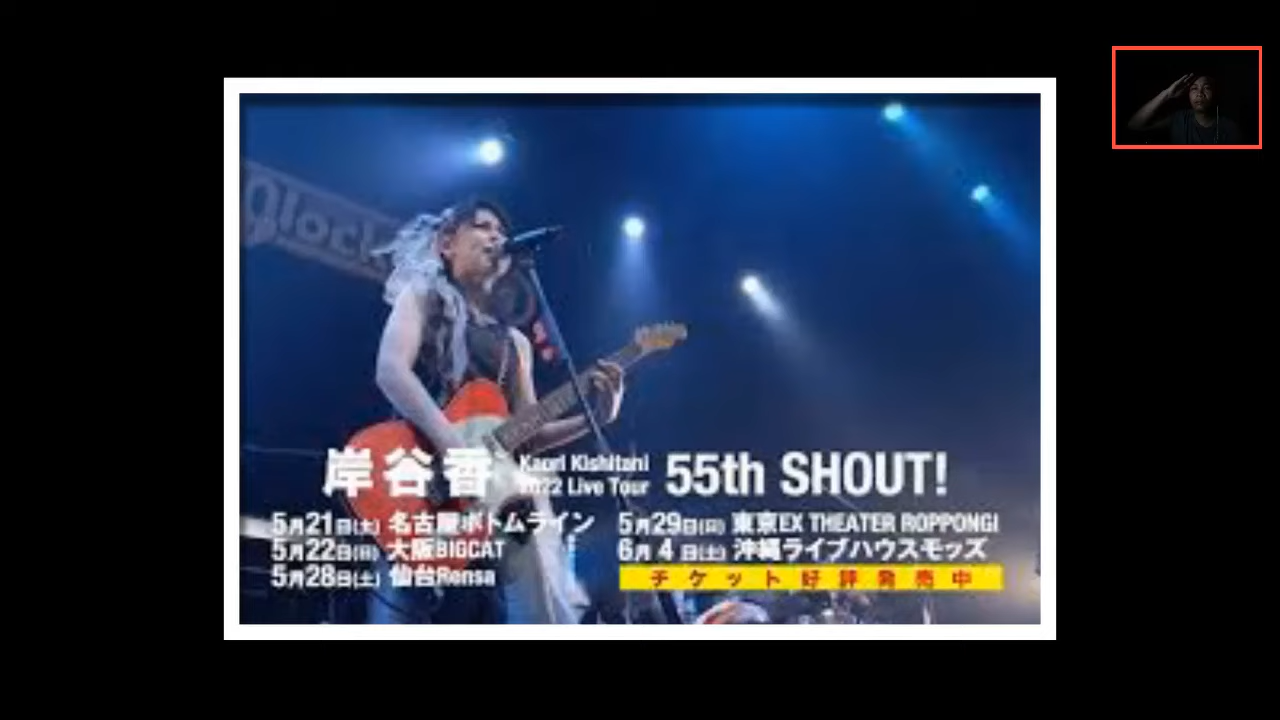 Block
岸谷香 Kaori Kishitani 2022 Live Tour 55th SHOUT!
5月21日(土) 名古屋ボトムライン
5月22日(日) 大阪BIGCAT
5月28日(土) 仙台Rensa
5月29日(日) 東京EX THEATER ROPPONGI
6月 4 日(土) 沖縄ライブハウスモッズ
チケット好評発売中